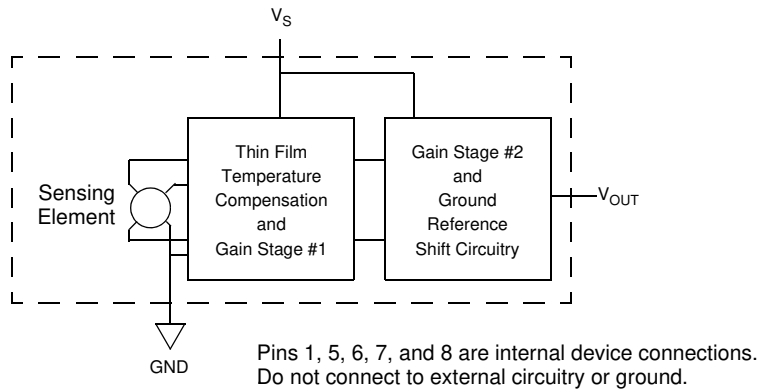 V_S
Thin Film
Temperature
Compensation
and
Gain Stage #1
Gain Stage #2
and
Ground
Reference
Shift Circuitry
Sensing
Element
V_OUT
GND
Pins 1, 5, 6, 7, and 8 are internal device connections.
Do not connect to external circuitry or ground.